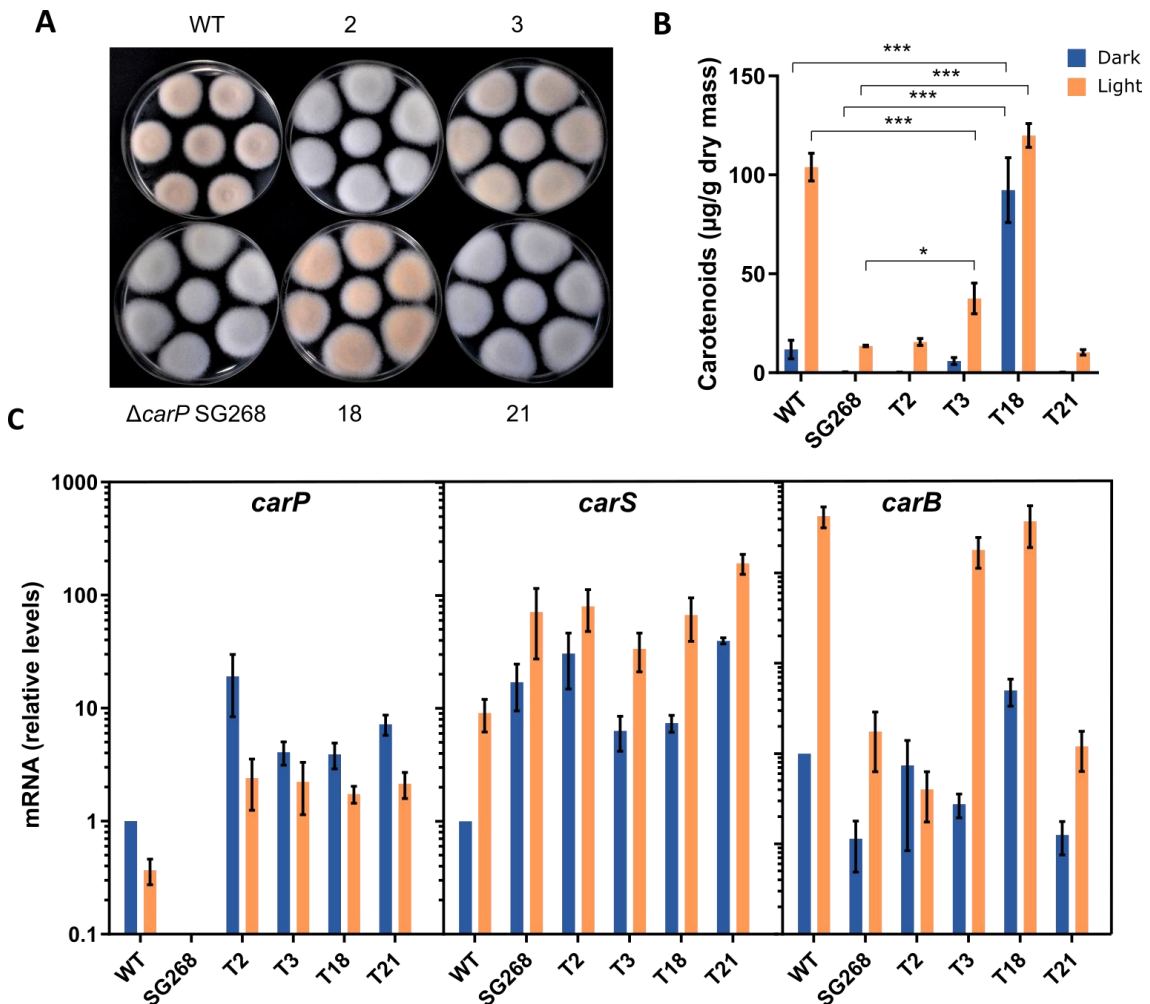 A
WT 2 3
ΔcarP SG268 18 21
B
Dark
Light
***
***
***
***
*
Carotenoids (µg/g dry mass)
150
100
50
0
WT SG268 T2 T3 T18 T21
C
mRNA (relative levels)
1000
100
10
1
0.1
carP carS carB
WT SG268 T2 T3 T18 T21 WT SG268 T2 T3 T18 T21 WT SG268 T2 T3 T18 T21